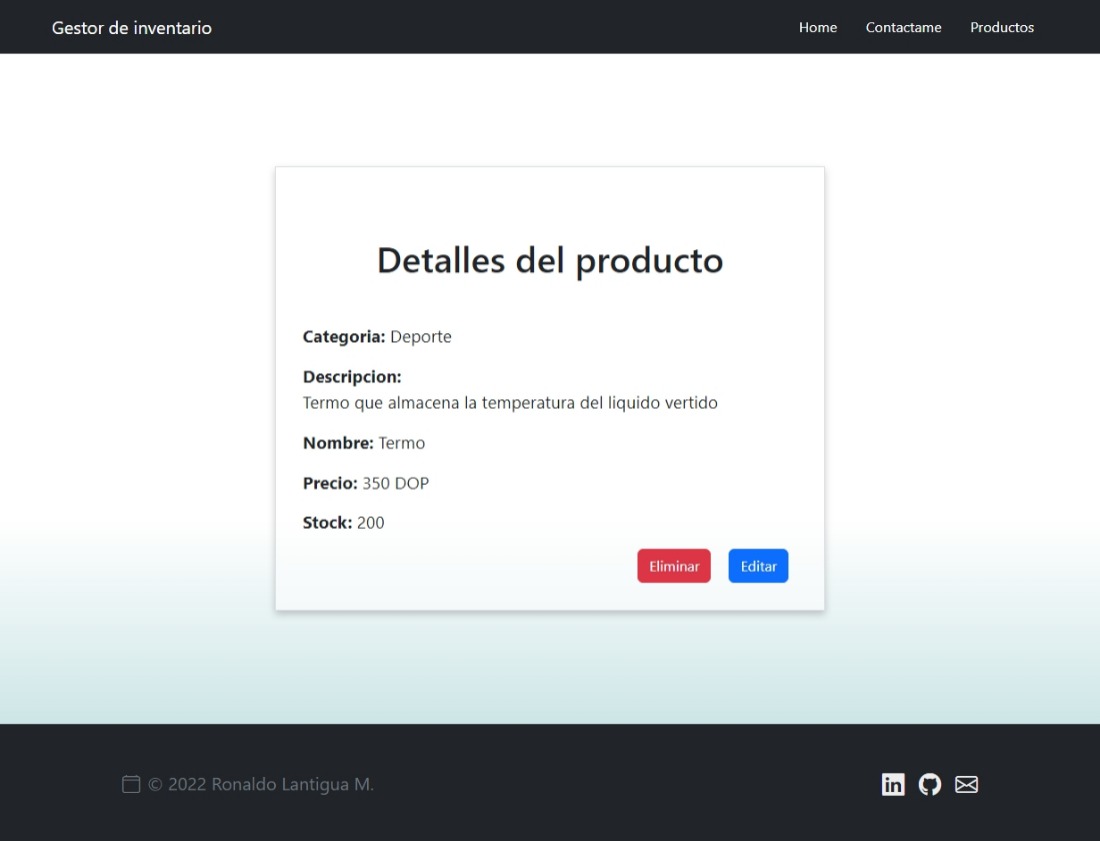 Gestor de inventario
Home Contactame Productos
Detalles del producto
Categoria: Deporte
Descripcion:
Termo que almacena la temperatura del liquido vertido
Nombre: Termo
Precio: 350 DOP
Stock: 200
Eliminar Editar
© 2022 Ronaldo Lantigua M.